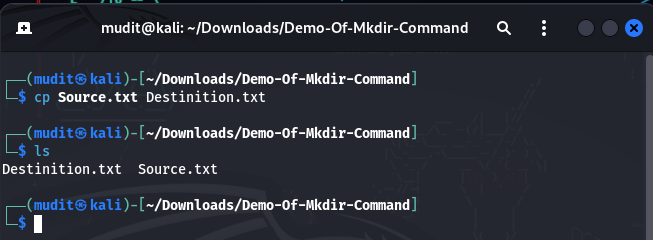 mudit@kali: ~/Downloads/Demo-Of-Mkdir-Command
┌──(mudit㉿kali)-[~/Downloads/Demo-Of-Mkdir-Command]
└─$ cp Source.txt Destinition.txt
┌──(mudit㉿kali)-[~/Downloads/Demo-Of-Mkdir-Command]
└─$ ls
Destinition.txt  Source.txt
┌──(mudit㉿kali)-[~/Downloads/Demo-Of-Mkdir-Command]
└─$